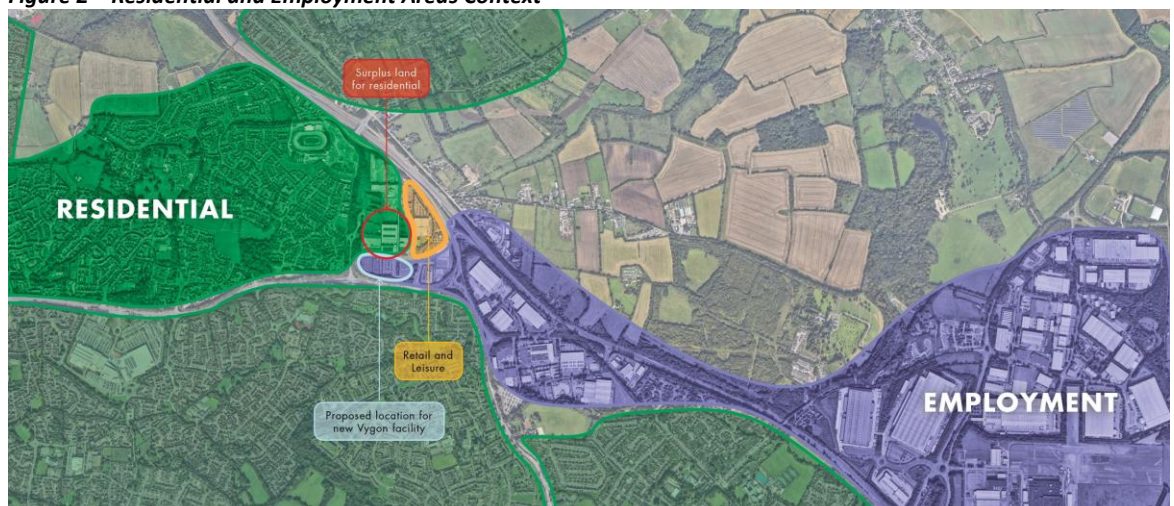 Figure 2 – Residential and Employment Areas Context
Surplus land
for residential
RESIDENTIAL
Retail and
Leisure
EMPLOYMENT
Proposed location for
new Vygon facility